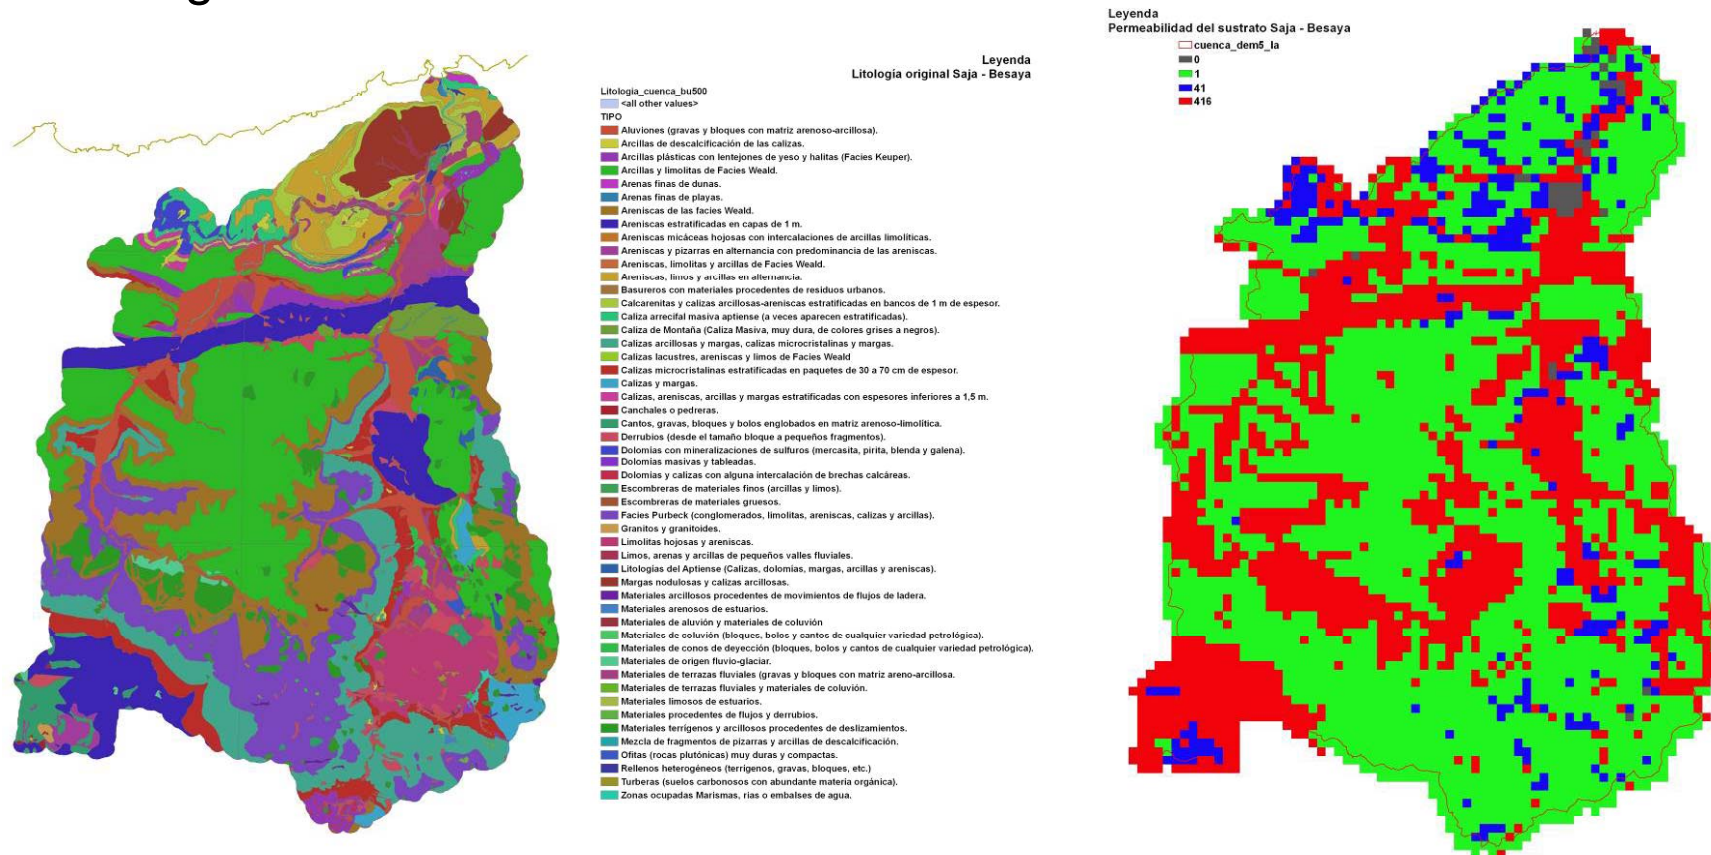 g
Leyenda
Litología original Saja - Besaya
Litologia_cuenca_bu500
<all other values>
TIPO
Aluviones (gravas y bloques con matriz arenoso-arcillosa).
Arcillas de descalcificación de las calizas.
Arcillas plásticas con lentejones de yeso y halitas (Facies Keuper).
Arcillas y limolitas de Facies Weald.
Arenas finas de dunas.
Arenas finas de playas.
Areniscas de las facies Weald.
Areniscas estratificadas en capas de 1 m.
Areniscas micáceas hojosas con intercalaciones de arcillas limolíticas.
Areniscas y pizarras en alternancia con predominancia de las areniscas.
Areniscas, limolitas y arcillas de Facies Weald.
Areniscas, limos y arcillas en alternancia.
Basureros con materiales procedentes de residuos urbanos.
Calcarenitas y calizas arcillosas-areniscas estratificadas en bancos de 1 m de espesor.
Caliza arrecifal masiva aptiense (a veces aparecen estratificadas).
Caliza de Montaña (Caliza Masiva, muy dura, de colores grises a negros).
Calizas arcillosas y margas, calizas microcristalinas y margas.
Calizas lacustres, areniscas y limos de Facies Weald
Calizas microcristalinas estratificadas en paquetes de 30 a 70 cm de espesor.
Calizas y margas.
Calizas, areniscas, arcillas y margas estratificadas con espesores inferiores a 1,5 m.
Canchales o pedreras.
Cantos, gravas, bloques y bolos englobados en matriz arenoso-limolítica.
Derrubios (desde el tamaño bloque a pequeños fragmentos).
Dolomías con mineralizaciones de sulfuros (mercasita, pirita, blenda y galena).
Dolomías masivas y tableadas.
Dolomías y calizas con alguna intercalación de brechas calcáreas.
Escombreras de materiales finos (arcillas y limos).
Escombreras de materiales gruesos.
Facies Purbeck (conglomerados, limolitas, areniscas, calizas y arcillas).
Granitos y granitoides.
Limolitas hojosas y areniscas.
Limos, arenas y arcillas de pequeños valles fluviales.
Litologías del Aptiense (Calizas, dolomías, margas, arcillas y areniscas).
Margas nodulosas y calizas arcillosas.
Materiales arcillosos procedentes de movimientos de flujos de ladera.
Materiales arenosos de estuarios.
Materiales de aluvión y materiales de coluvión
Materiales de coluvión (bloques, bolos y cantos de cualquier variedad petrológica).
Materiales de conos de deyección (bloques, bolos y cantos de cualquier variedad petrológica).
Materiales de origen fluvio-glaciar.
Materiales de terrazas fluviales (gravas y bloques con matriz areno-arcillosa.
Materiales de terrazas fluviales y materiales de coluvión.
Materiales limosos de estuarios.
Materiales procedentes de flujos y derrubios.
Materiales terrígenos y arcillosos procedentes de deslizamientos.
Mezcla de fragmentos de pizarras y arcillas de descalcificación.
Ofitas (rocas plutónicas) muy duras y compactas.
Rellenos heterogéneos (terrígenos, gravas, bloques, etc.)
Turberas (suelos carbonosos con abundante materia orgánica).
Zonas ocupadas Marismas, rias o embalses de agua.
Leyenda
Permeabilidad del sustrato Saja - Besaya
cuenca_dem5_la
0
1
41
416